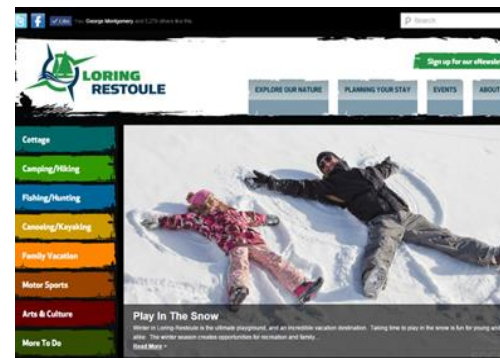 Like You, George Montgomery and 5,279 others like this.
Search
Sign up for our eNewsle
LORING
RESTOULE
EXPLORE OUR NATURE
PLANNING YOUR STAY
EVENTS
ABOUT
Cottage
Camping/Hiking
Fishing/Hunting
Canoeing/Kayaking
Family Vacation
Motor Sports
Arts & Culture
More To Do
Play In The Snow
Winter in Loring-Restoule is the ultimate playground, and an incredible vacation destination. Taking time to play in the snow is fun for young and
alike. The winter season creates opportunities for recreation and family...
Read More »